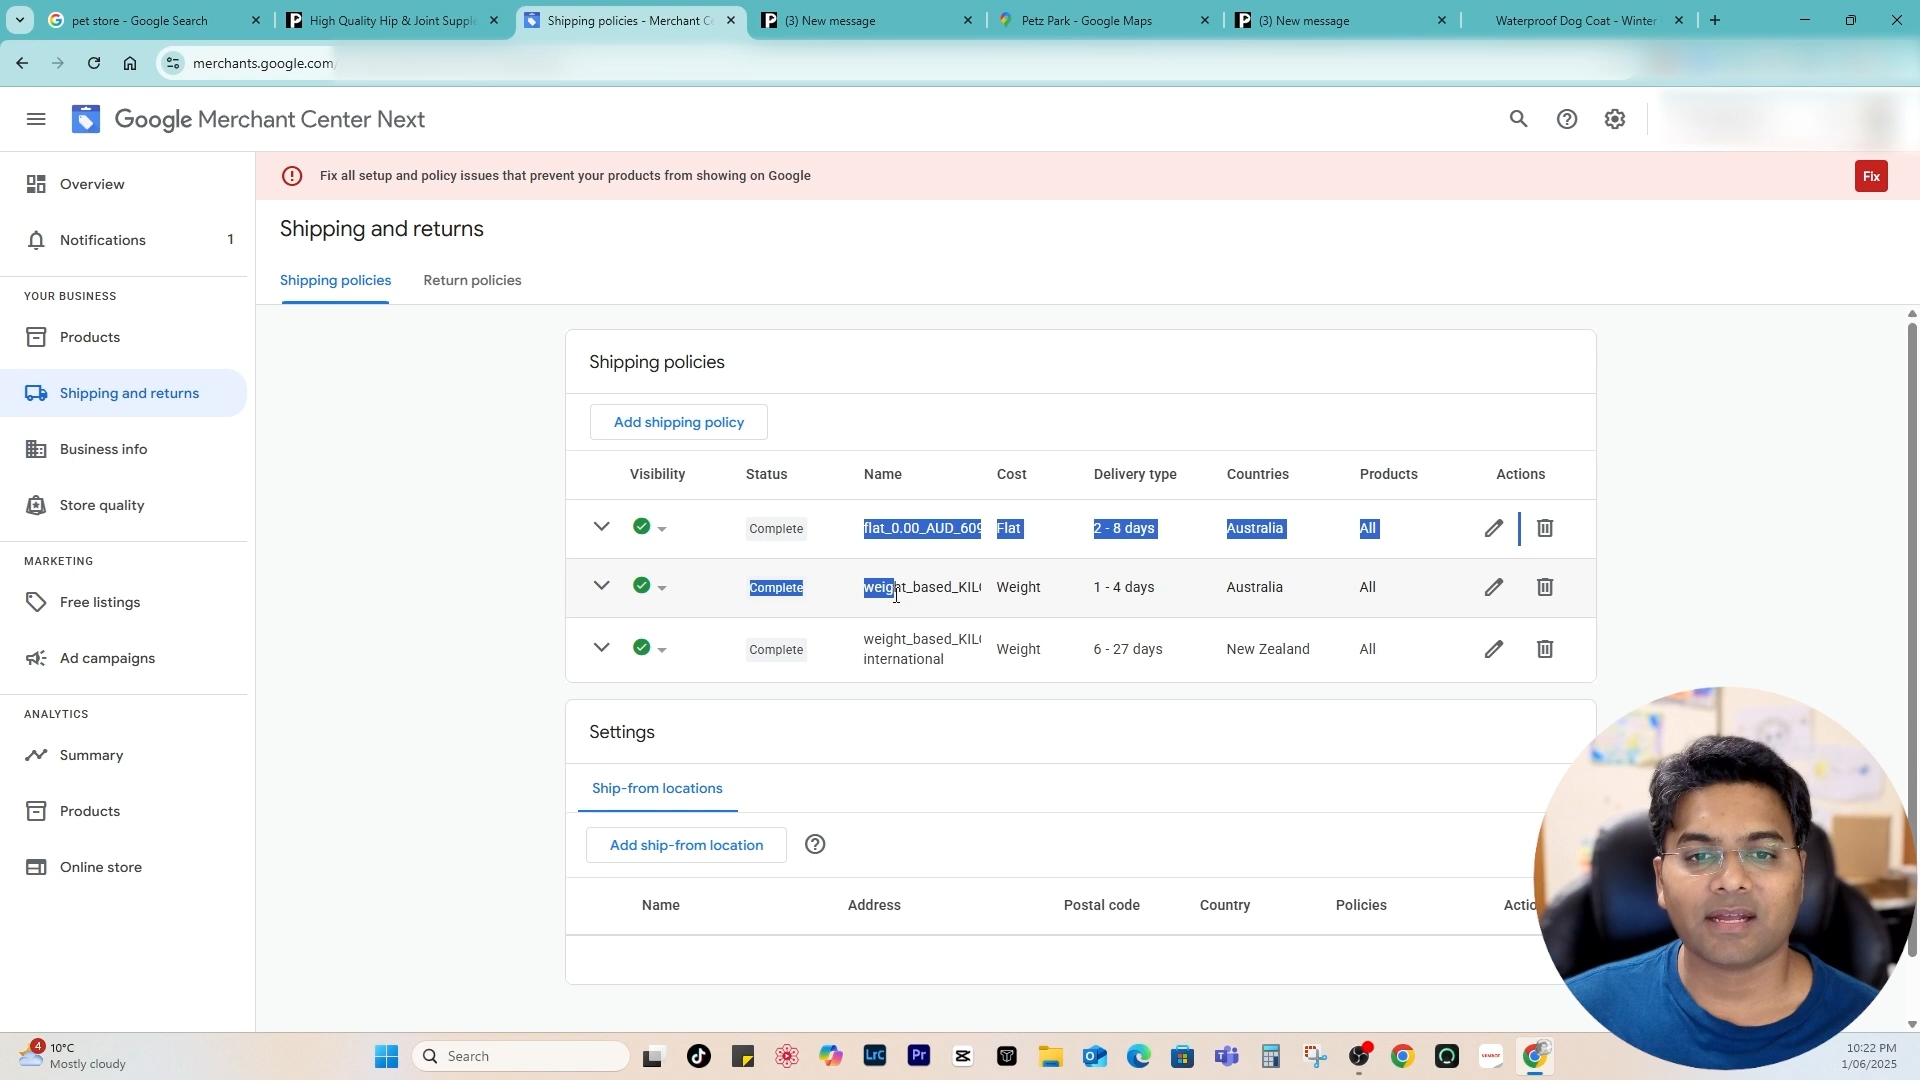 pet store - Google Search
High Quality Hip & Joint Supple
Shipping policies - Merchant Ce
(3) New message
Petz Park - Google Maps
(3) New message
Waterproof Dog Coat - Winter
merchants.google.com
Google Merchant Center Next
Overview
Notifications 1
YOUR BUSINESS
Products
Shipping and returns
Business info
Store quality
MARKETING
Free listings
Ad campaigns
ANALYTICS
Summary
Products
Online store
Fix all setup and policy issues that prevent your products from showing on Google
Fix
Shipping and returns
Shipping policies Return policies
Shipping policies
Add shipping policy
Visibility Status Name Cost Delivery type Countries Products Actions
Complete flat_0.00_AUD_609 Flat 2 - 8 days Australia All
Complete weight_based_KIL Weight 1 - 4 days Australia All
Complete weight_based_KIL international Weight 6 - 27 days New Zealand All
Settings
Ship-from locations
Add ship-from location
Name Address Postal code Country Policies Actio
4
10°C
Mostly cloudy
Search
LrC
Pr
10:22 PM
1/06/2025